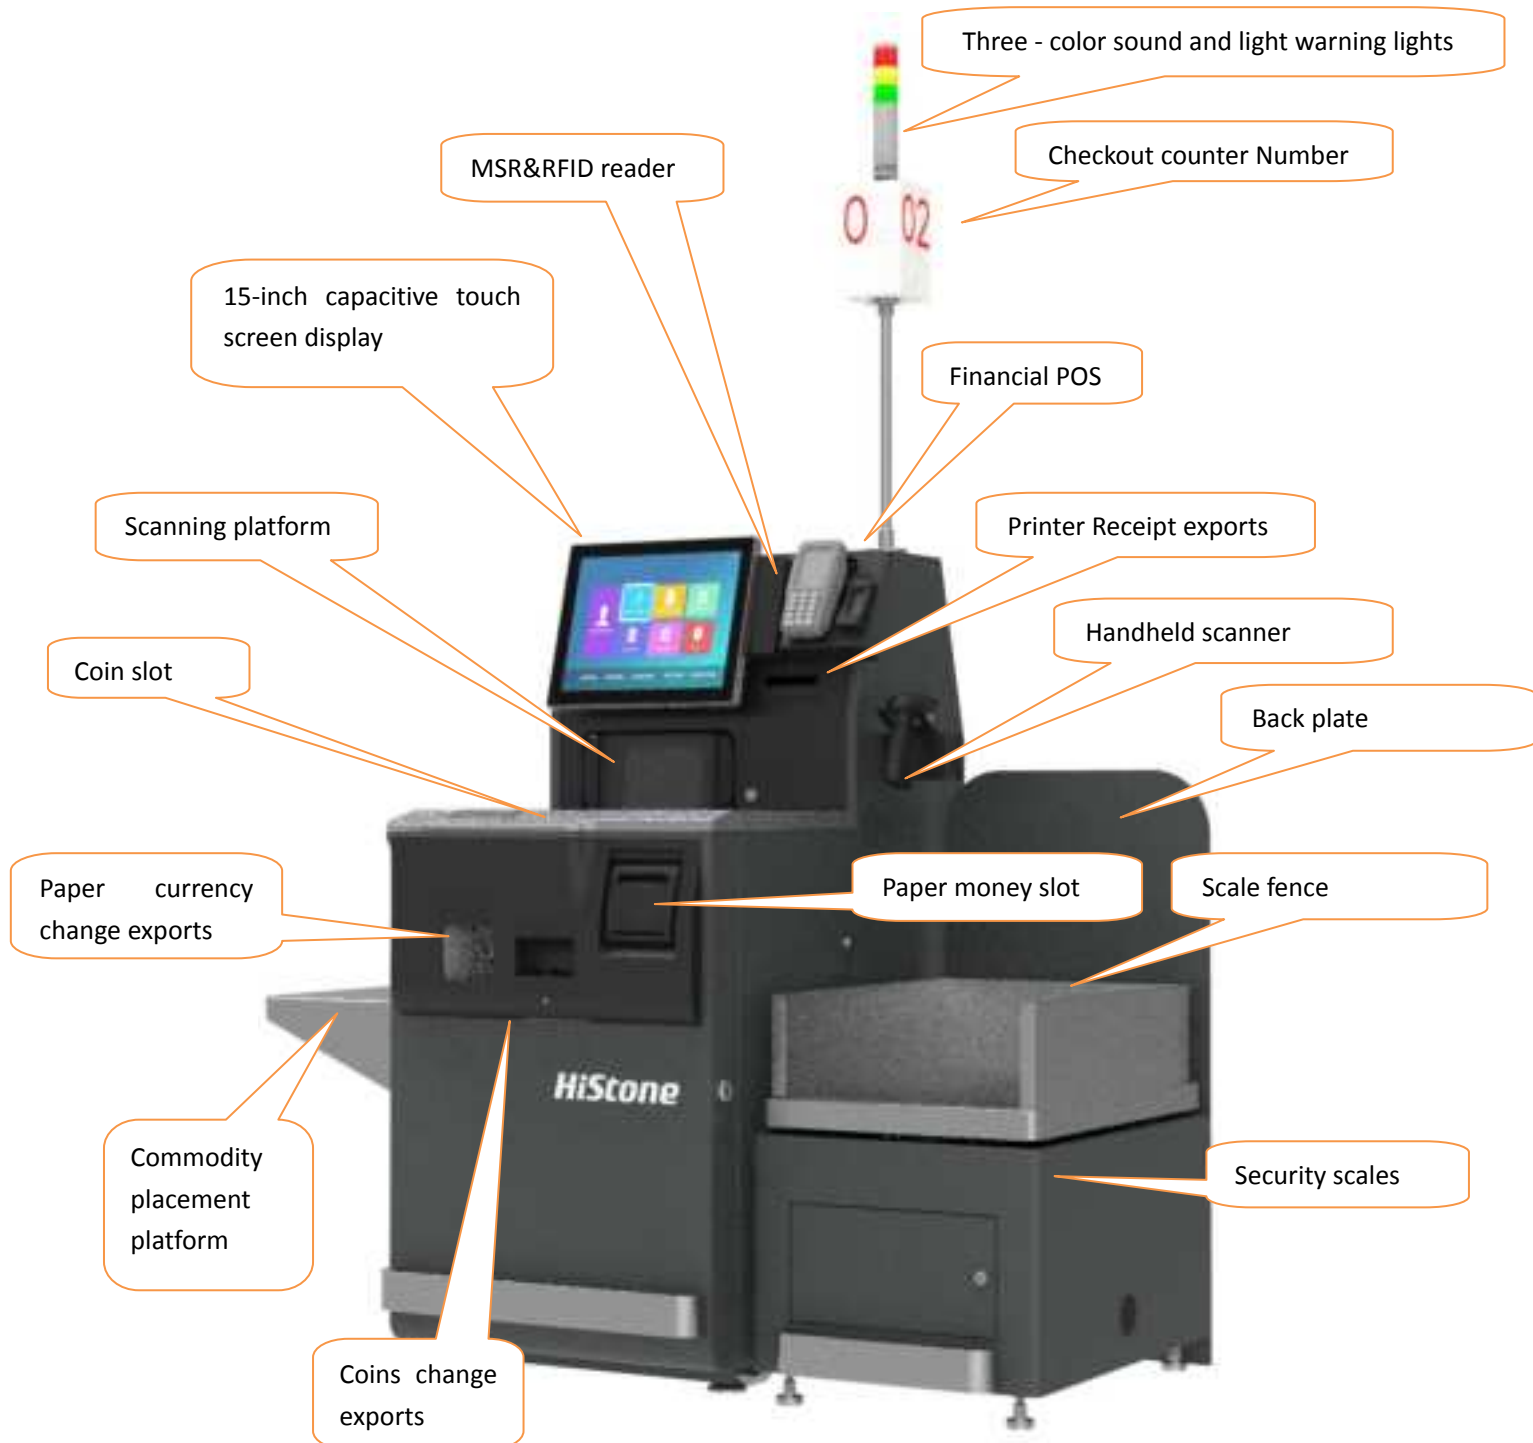 Three - color sound and light warning lights
Checkout counter Number
MSR&RFID reader
O
02
15-inch capacitive touch
screen display
Financial POS
Scanning platform
Printer Receipt exports
Handheld scanner
Coin slot
Back plate
Paper currency
change exports
Paper money slot
Scale fence
HiStone
Commodity
placement
platform
Security scales
Coins change
exports